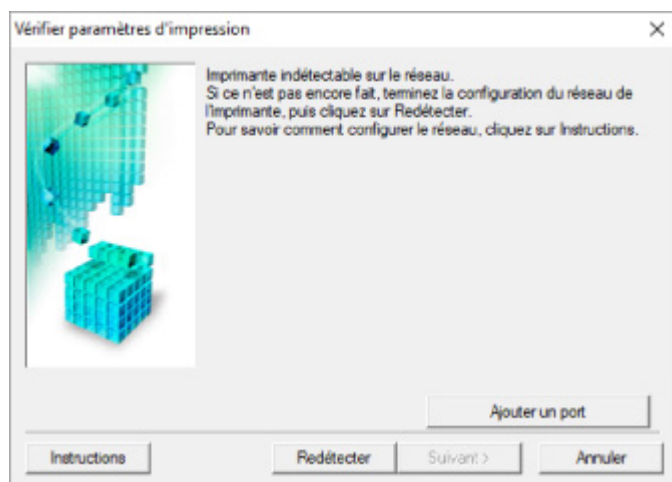 Vérifier paramètres d'impression
Imprimante indétectable sur le réseau.
Si ce n'est pas encore fait, terminez la configuration du réseau de
l'imprimante, puis cliquez sur Redétecter.
Pour savoir comment configurer le réseau, cliquez sur Instructions.
Ajouter un port
Instructions
Redétecter
Suivant >
Annuler